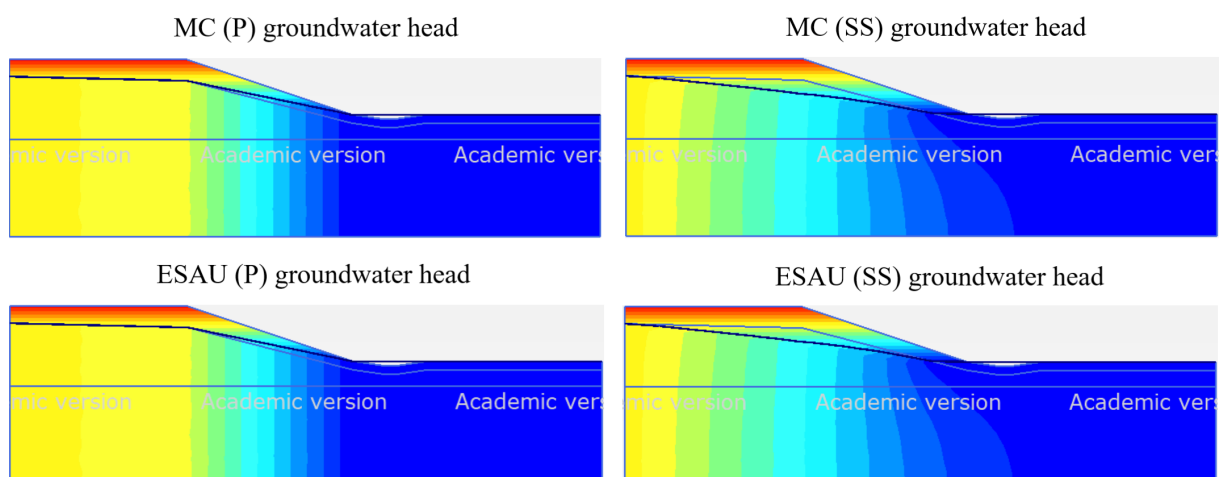 MC (P) groundwater head
MC (SS) groundwater head
mic version Academic version Academic vers
mic version Academic version Academic vers
ESAU (P) groundwater head
ESAU (SS) groundwater head
mic version Academic version Academic vers
mic version Academic version Academic vers